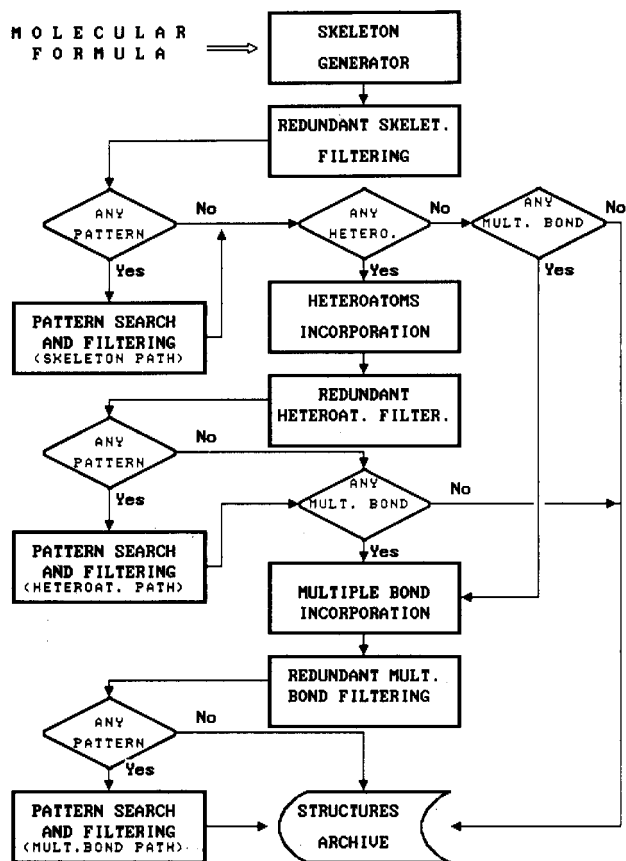 MOLECULAR
FORMULA
SKELETON
GENERATOR
REDUNDANT SKELET.
FILTERING
ANY
PATTERN
No
Yes
ANY
HETERO.
No
Yes
ANY
MULT. BOND
No
Yes
PATTERN SEARCH
AND FILTERING
(SKELETON PATH)
HETEROATOMS
INCORPORATION
REDUNDANT
HETEROAT. FILTER.
ANY
PATTERN
No
Yes
ANY
MULT. BOND
No
Yes
PATTERN SEARCH
AND FILTERING
(HETEROAT. PATH)
MULTIPLE BOND
INCORPORATION
REDUNDANT MULT.
BOND FILTERING
ANY
PATTERN
No
Yes
PATTERN SEARCH
AND FILTERING
(MULT.BOND PATH)
STRUCTURES
ARCHIVE